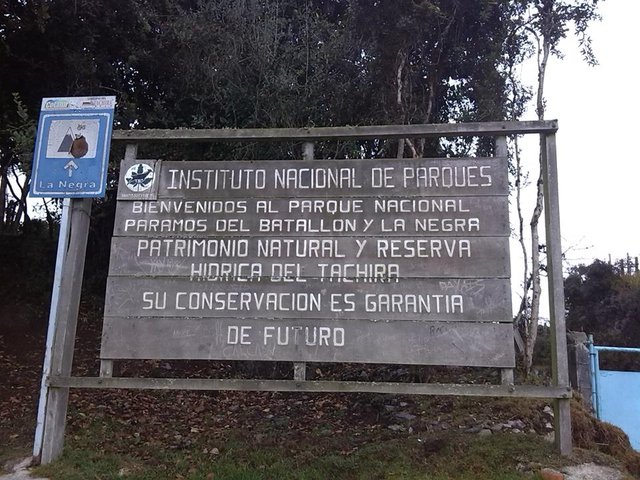 INSTITUTO NACIONAL DE PARQUES
BIENVENIDOS AL PARQUE NACIONAL
PARAMOS DEL BATALLON Y LA NEGRA
PATRIMONIO NATURAL Y RESERVA
HIDRICA DEL TACHIRA
SU CONSERVACION ES GARANTIA
DE FUTURO
La Negra